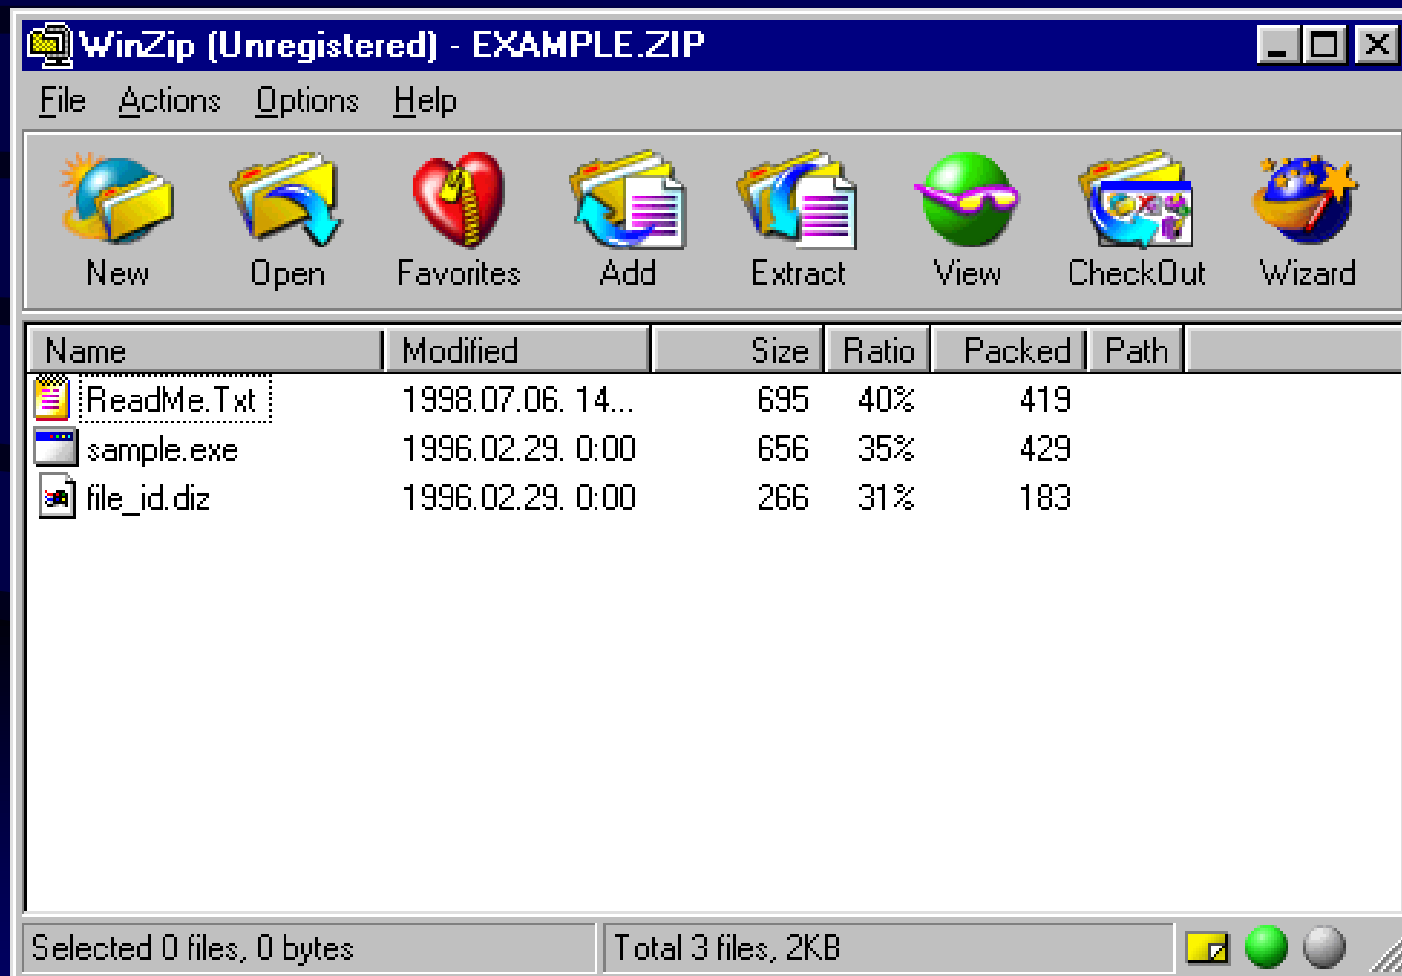 WinZip (Unregistered) - EXAMPLE.ZIP
File Actions Options Help
New Open Favorites Add Extract View CheckOut Wizard
Name Modified Size Ratio Packed Path
ReadMe.Txt 1998.07.06. 14... 695 40% 419
sample.exe 1996.02.29. 0:00 656 35% 429
file_id.diz 1996.02.29. 0:00 266 31% 183
Selected 0 files, 0 bytes Total 3 files, 2KB